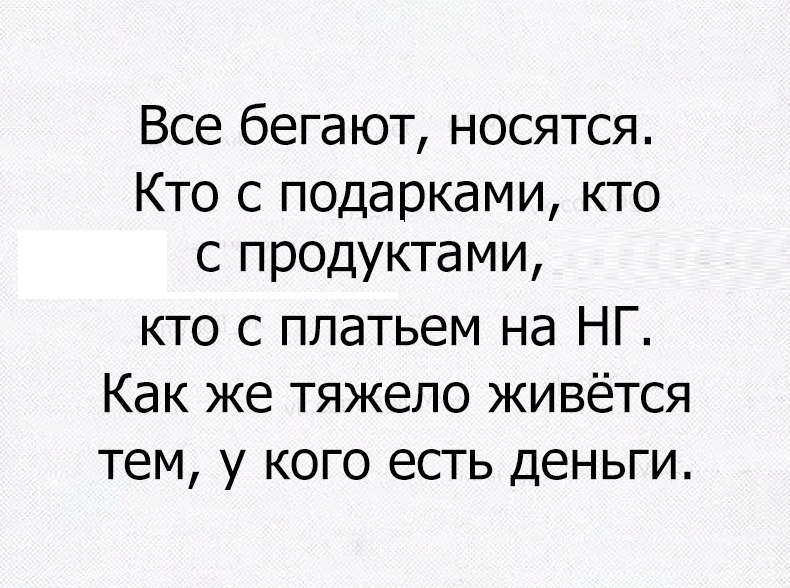 Все бегают, носятся.
Кто с подарками, кто
с продуктами,
кто с платьем на НГ.
Как же тяжело живётся
тем, у кого есть деньги.